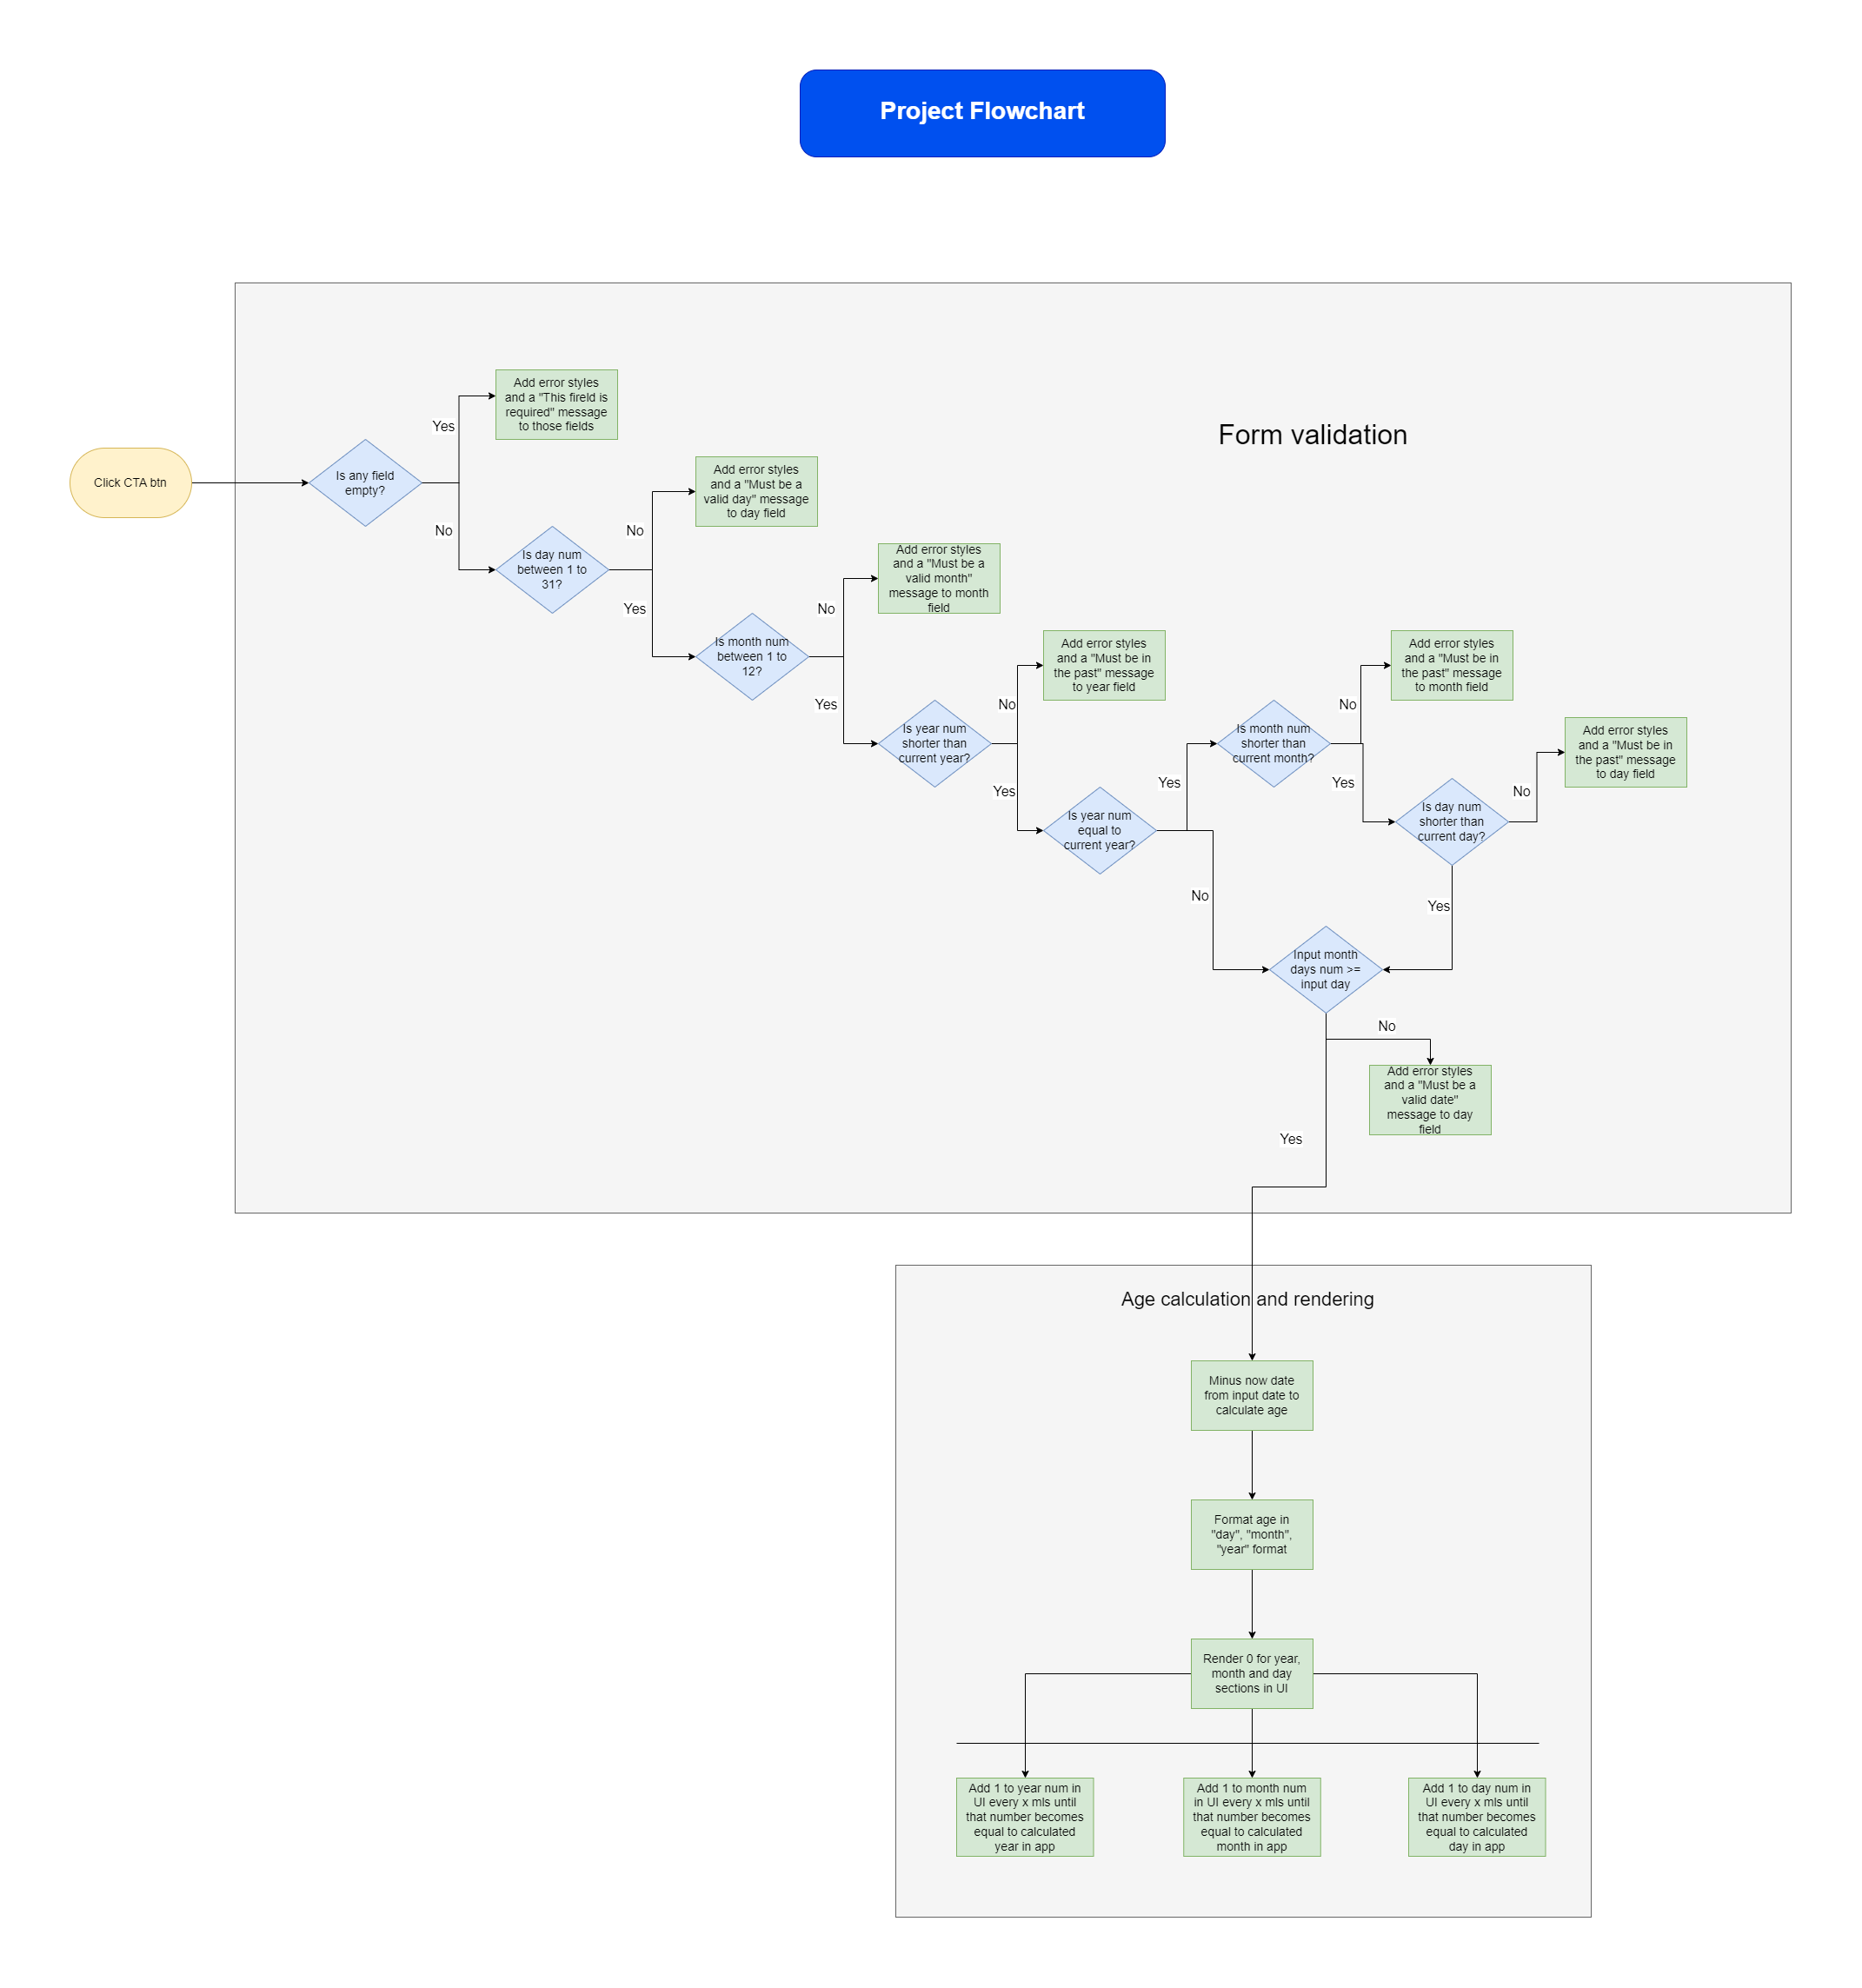 Project Flowchart
Add error styles
and a "This fireld is
required" message
to those fields
Yes
Form validation
Click CTA btn
Is any field
empty?
Add error styles
and a "Must be a
valid day" message
to day field
No
No
Is day num
between 1 to
31?
Add error styles
and a "Must be a
valid month"
message to month
field
Yes
No
Is month num
between 1 to
12?
Add error styles
and a "Must be in
the past" message
to year field
Add error styles
and a "Must be in
the past" message
to month field
Yes
No
No
Is year num
shorter than
current year?
Is month num
shorter than
current month?
Add error styles
and a "Must be in
the past" message
to day field
Yes
Yes
Yes
No
Is year num
equal to
current year?
Is day num
shorter than
current day?
No
Yes
Input month
days num >=
input day
No
Add error styles
and a "Must be a
valid date"
message to day
field
Yes
Age calculation and rendering
Minus now date
from input date to
calculate age
Format age in
"day", "month",
"year" format
Render 0 for year,
month and day
sections in UI
Add 1 to year num in
UI every x mls until
that number becomes
equal to calculated
year in app
Add 1 to month num
in UI every x mls until
that number becomes
equal to calculated
month in app
Add 1 to day num in
UI every x mls until
that number becomes
equal to calculated
day in app